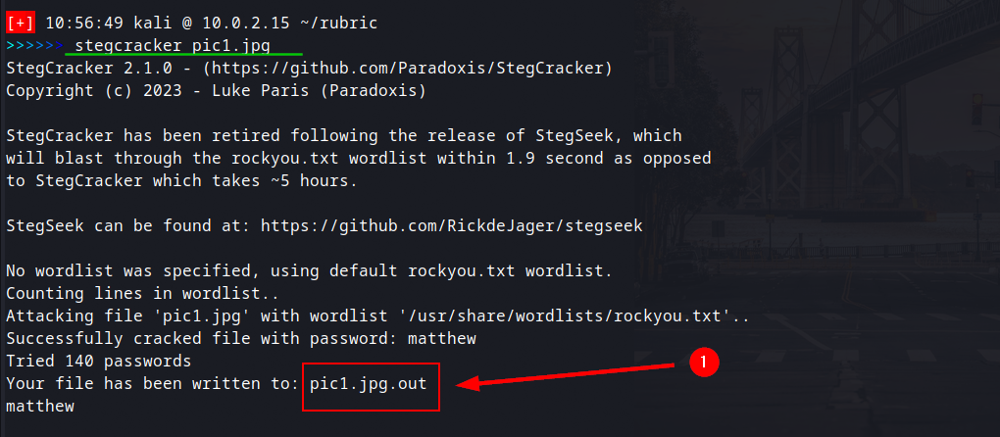 [+] 10:56:49 kali @ 10.0.2.15 ~/rubric
>>>>>> stegcracker pic1.jpg
StegCracker 2.1.0 - (https://github.com/Paradoxis/StegCracker)
Copyright (c) 2023 - Luke Paris (Paradoxis)
StegCracker has been retired following the release of StegSeek, which
will blast through the rockyou.txt wordlist within 1.9 second as opposed
to StegCracker which takes ~5 hours.
StegSeek can be found at: https://github.com/RickdeJager/stegseek
No wordlist was specified, using default rockyou.txt wordlist.
Counting lines in wordlist..
Attacking file 'pic1.jpg' with wordlist '/usr/share/wordlists/rockyou.txt'..
Successfully cracked file with password: matthew
Tried 140 passwords
Your file has been written to: pic1.jpg.out
matthew
1